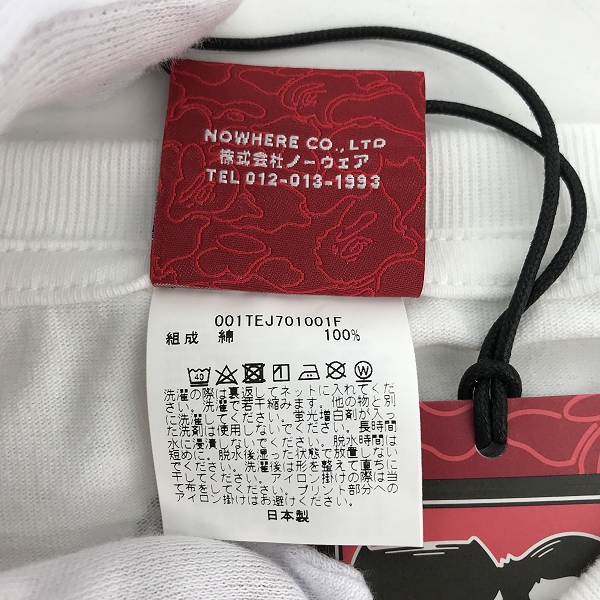 NOWHERE CO.,LTD
株式会社ノーウェア
TEL 012-013-1993
001TEJ701001F
組成 綿 100%
40
W
洗濯の際は裏返してネットに入れてくだ
さい。洗濯で若干縮みます。他の物と別
に洗濯してください。蛍光増白剤が入っ
た洗剤は使用しないでください。長時間
水に浸漬しないでください。脱水時間は
短めに。脱水後湿った状態で放置しない
でください。洗濯後は形を整えて直ちに
干してください。アイロン掛けの際は当
て布をしてください。プリント部分への
アイロン掛けはお避けください。
日本製